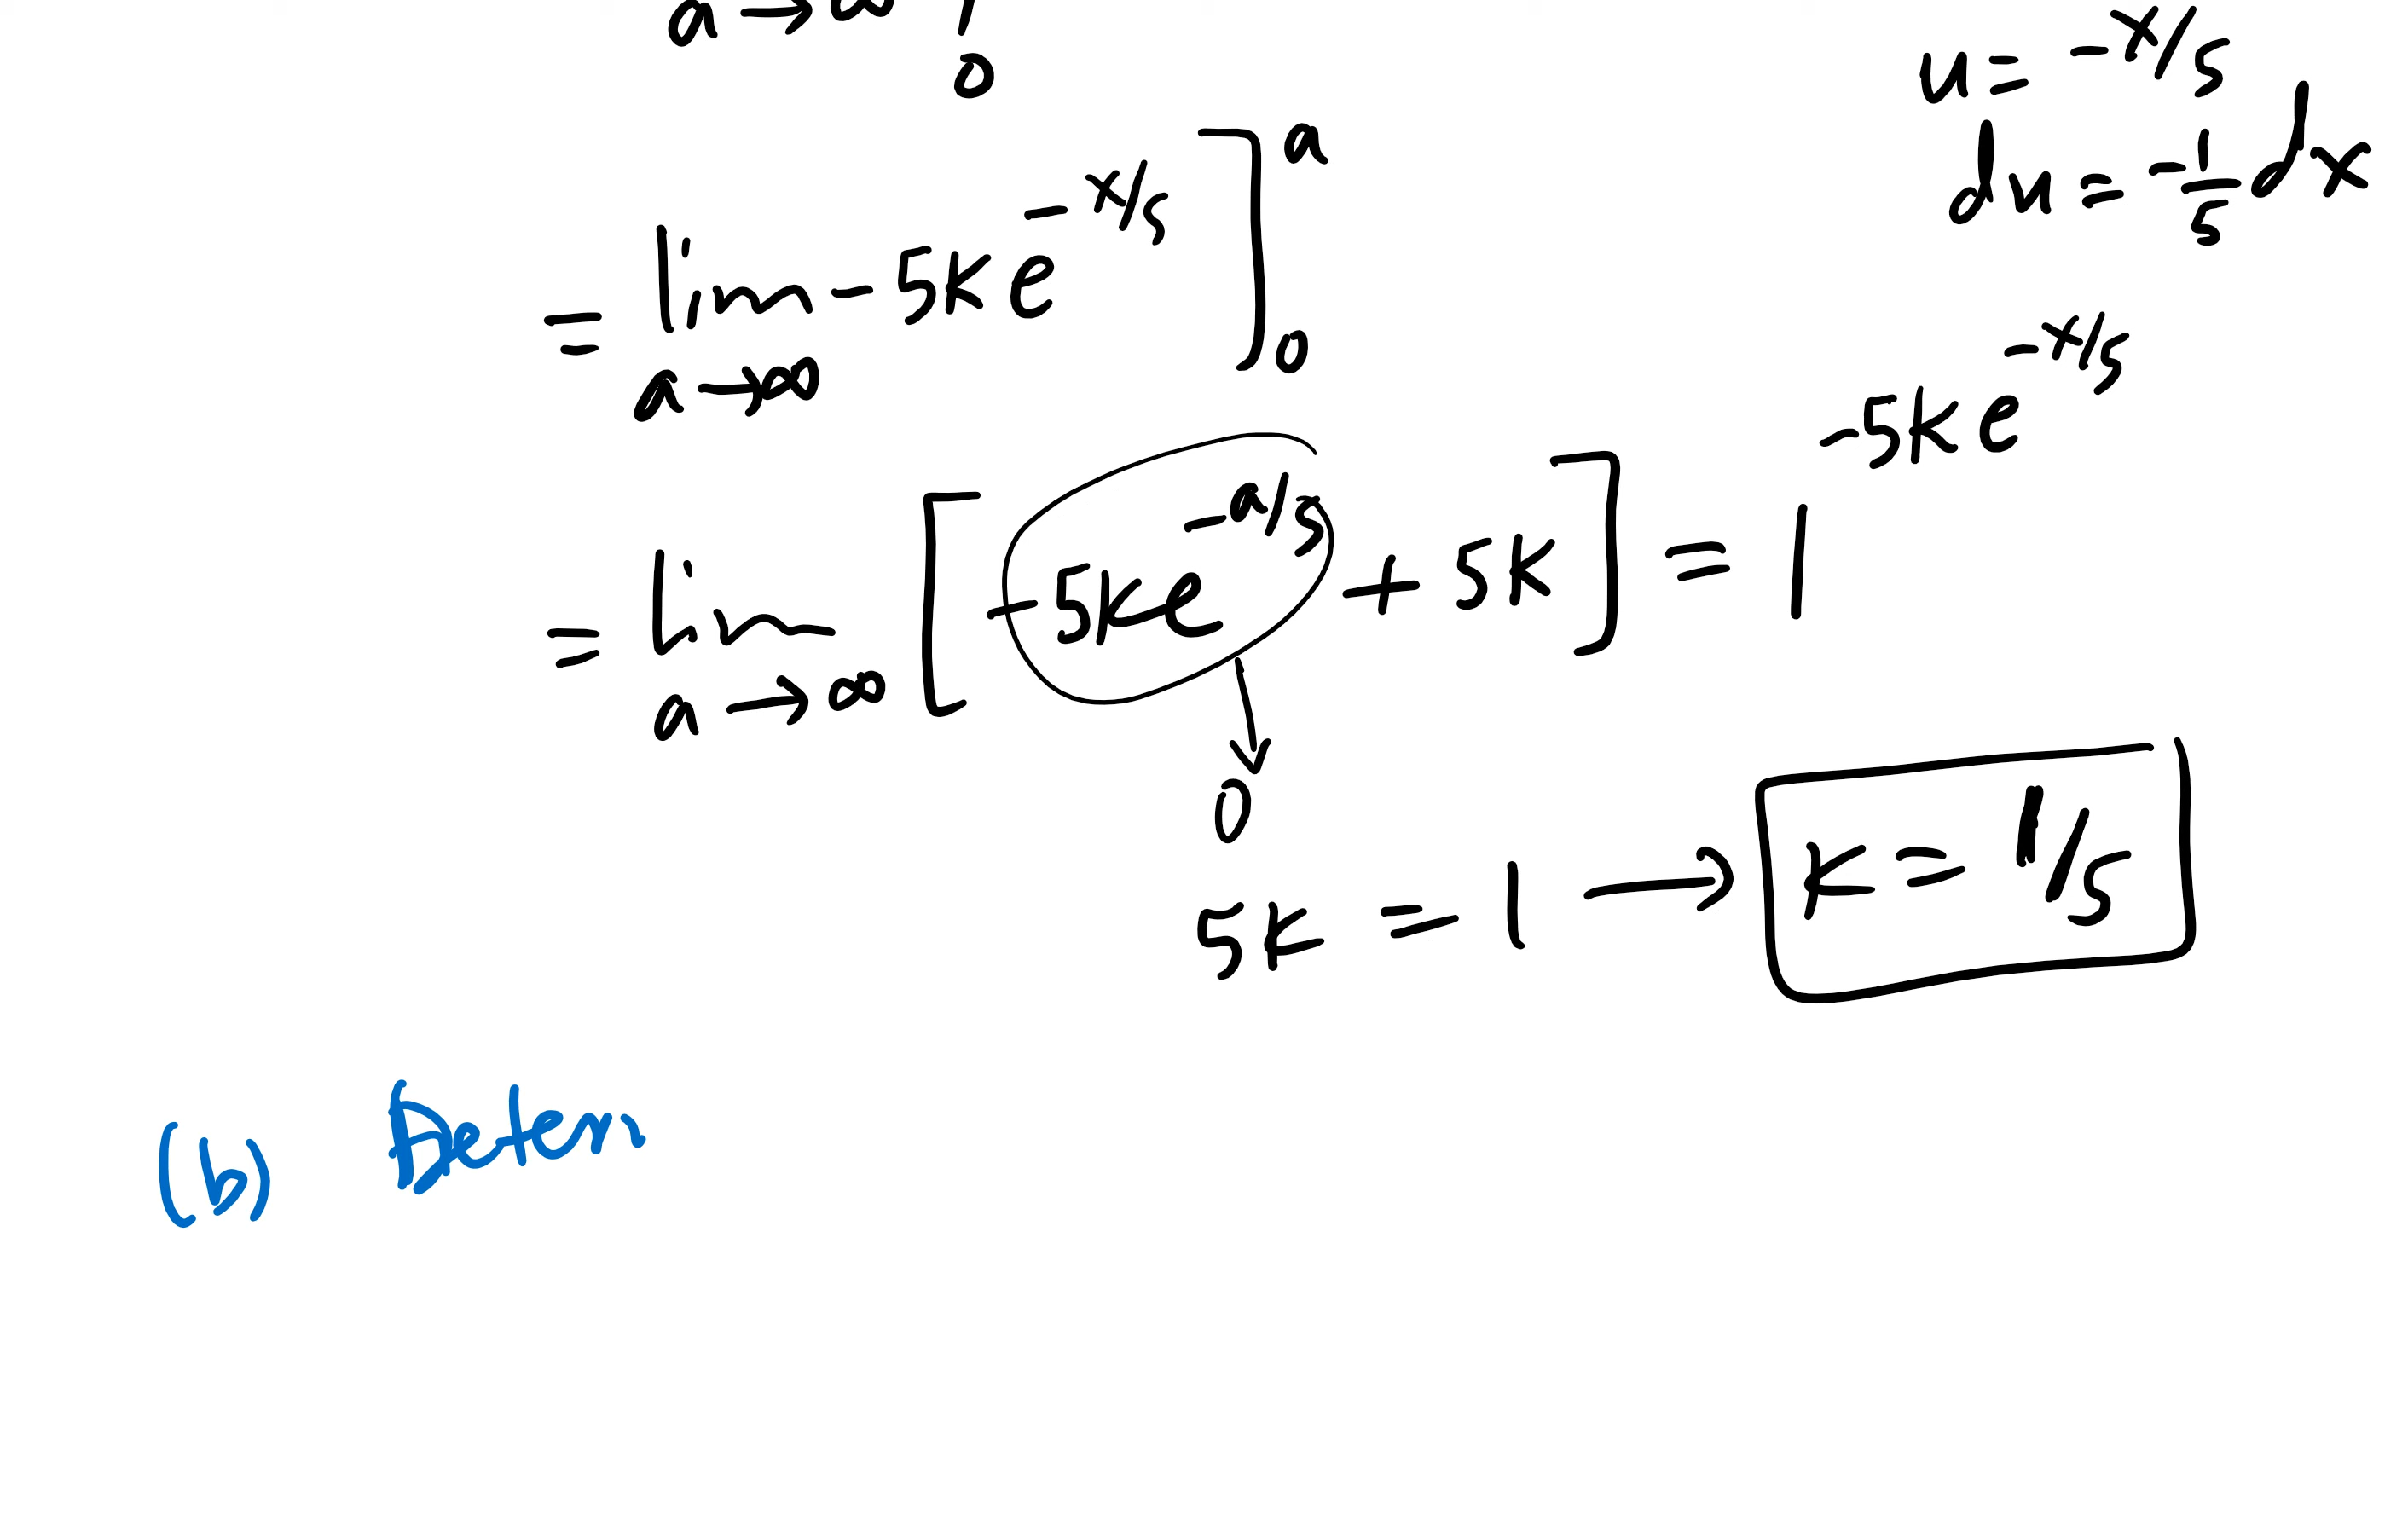 a → ∞ 0
u = -x/5
du = -1/5 dx
= lim a→∞ -5k e^{-x/5} ]_0^a
-5k e^{-x/5}
= lim a→∞ [ -5k e^{-a/5} + 5k ] = 1
0
5k = 1 → k = 1/5
(b) Deter